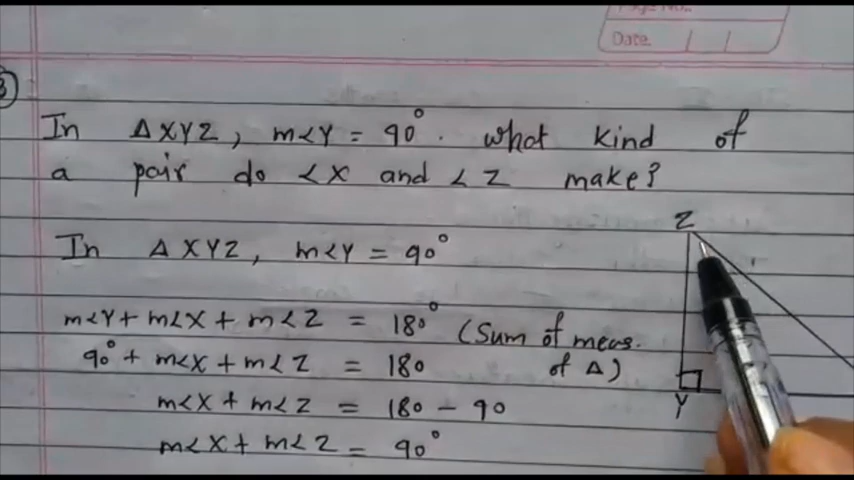 Date
3
In ΔXYZ, m<Y = 90°. what kind of
a pair do <X and <Z make?
Z
In ΔXYZ, m<Y = 90°
m<Y + m<X + m<Z = 180° (Sum of meas.
90° + m<X + m<Z = 180 of Δ)
m<X + m<Z = 180 - 90
Y
m<X + m<Z = 90°